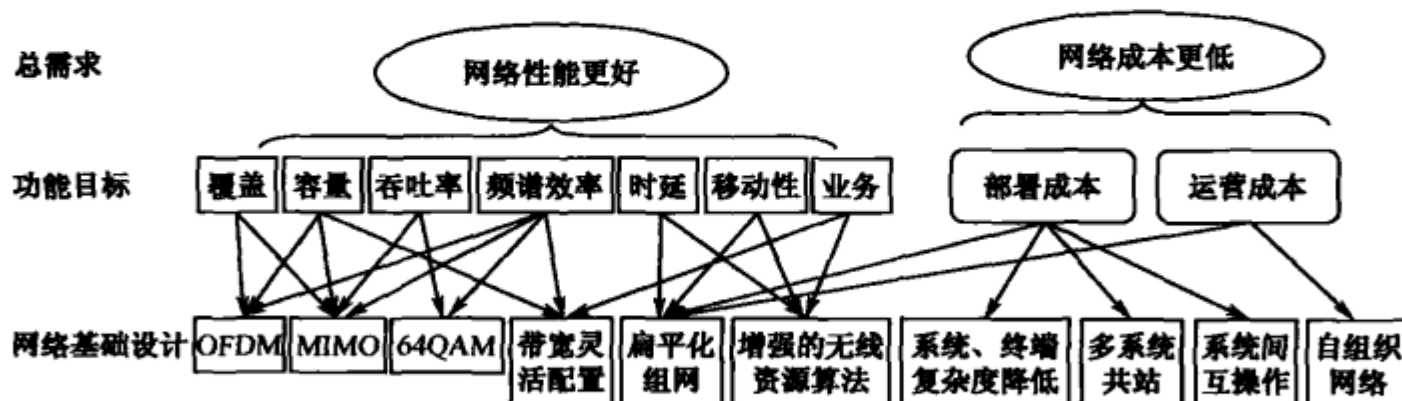 总需求
网络性能更好
网络成本更低
功能目标
覆盖
容量
吞吐率
频谱效率
时延
移动性
业务
部署成本
运营成本
网络基础设计
OFDM
MIMO
64QAM
带宽灵
活配置
扁平化
组网
增强的无线
资源算法
系统、终端
复杂度降低
多系统
共站
系统间
互操作
自组织
网络